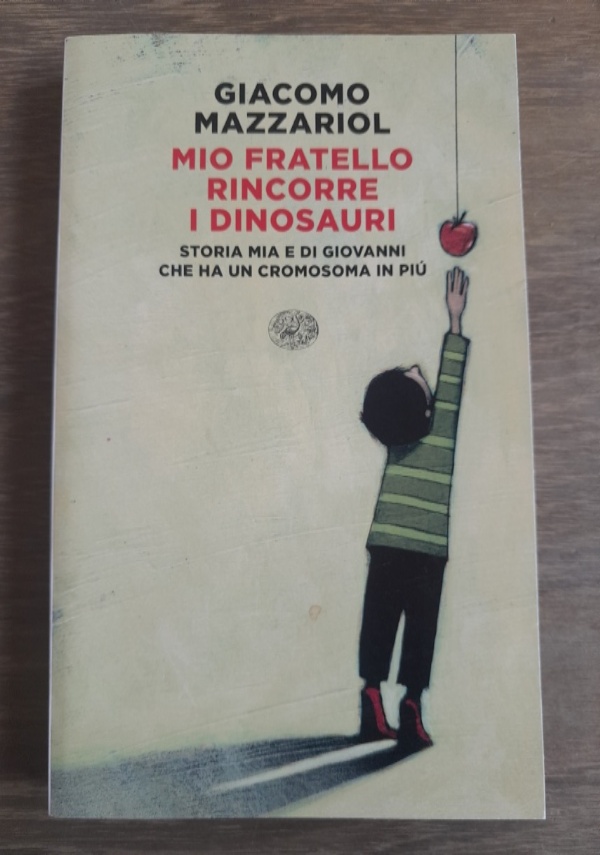 GIACOMO
MAZZARIOL
MIO FRATELLO
RINCORRE
I DINOSAURI
STORIA MIA E DI GIOVANNI
CHE HA UN CROMOSOMA IN PIÚ